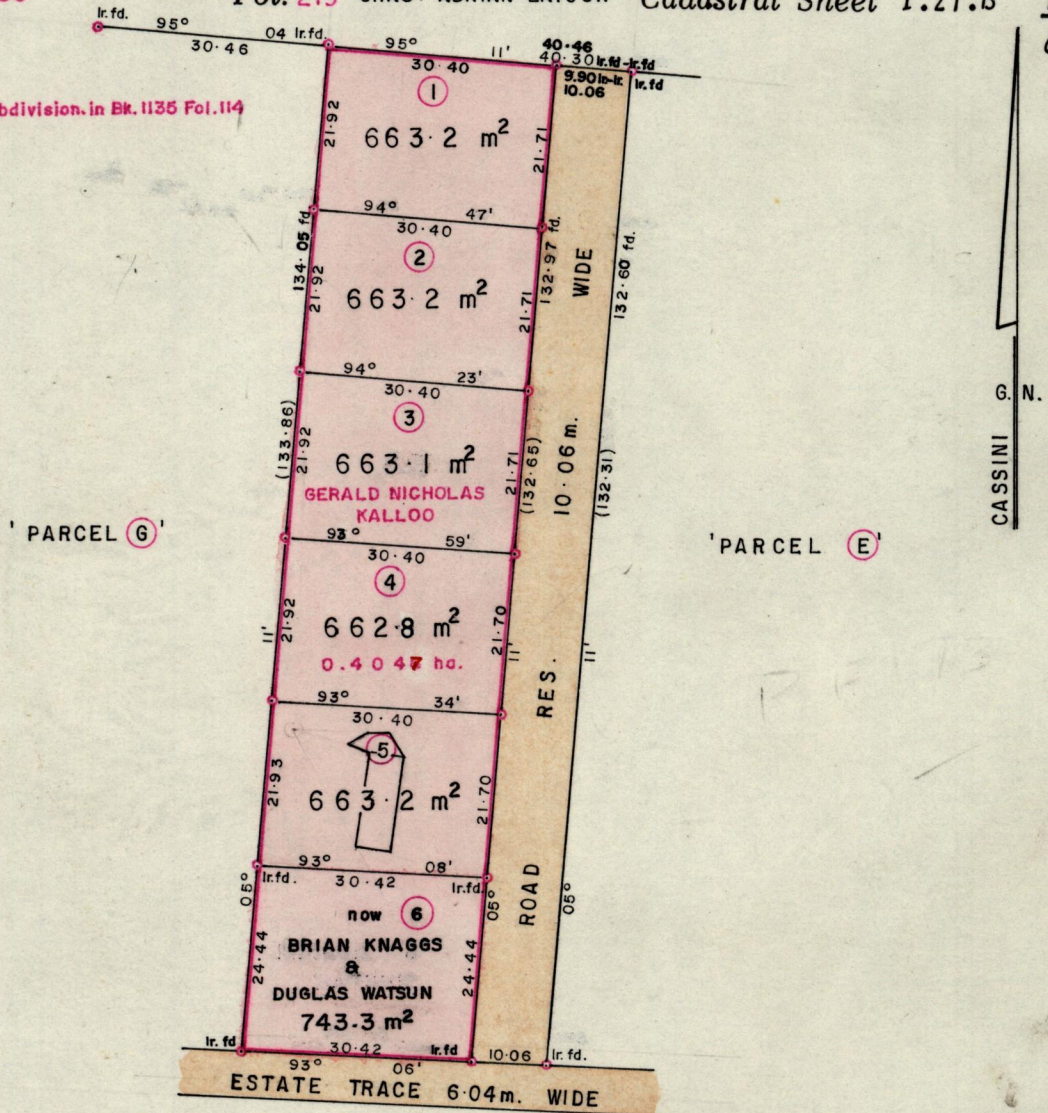 Fol. 215
Cadastral Sheet
Ir.fd.
95° 04 Ir.fd.
30·46
95° 11'
30·40
40·46
40·30 Ir.fd-Ir.fd
9.90 In-Ir. Ir.fd
10.06
bdivision.in Bk.1135 Fol.114
①
21·92
663·2 m²
21·71
94° 47'
30·40
134·05 fd.
②
21·92
663·2 m²
21·71
132·97 fd.
WIDE
132·60 fd.
94° 23'
30·40
G. N.
CASSINI
(133·86)
21·92
③
663·1 m²
21·71
(132·65)
10·06m.
(132·31)
GERALD NICHOLAS
KALLOO
'PARCEL Ⓖ'
93° 59'
30·40
'PARCEL Ⓔ'
④
11'
21·92
662·8 m²
21·70
11'
11'
0.4047 ha.
RES.
93° 34'
30·40
⑤
21·93
663·2 m²
21·70
93° 08'
Ir.fd. 30·42 Ir.fd.
05°
05°
ROAD
05°
now ⑥
BRIAN KNAGGS
&
DUGLAS WATSUN
24·44
24·44
743·3 m²
Ir.fd 30·42 Ir.fd 10·06 Ir.fd.
93° 06'
ESTATE TRACE 6·04m. WIDE